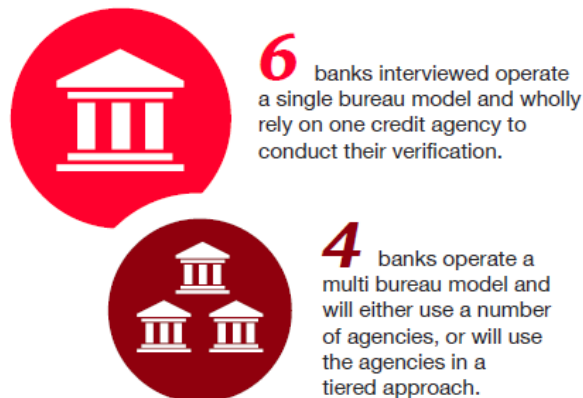 6 banks interviewed operate
a single bureau model and wholly
rely on one credit agency to
conduct their verification.
4 banks operate a
multi bureau model and
will either use a number
of agencies, or will use
the agencies in a
tiered approach.